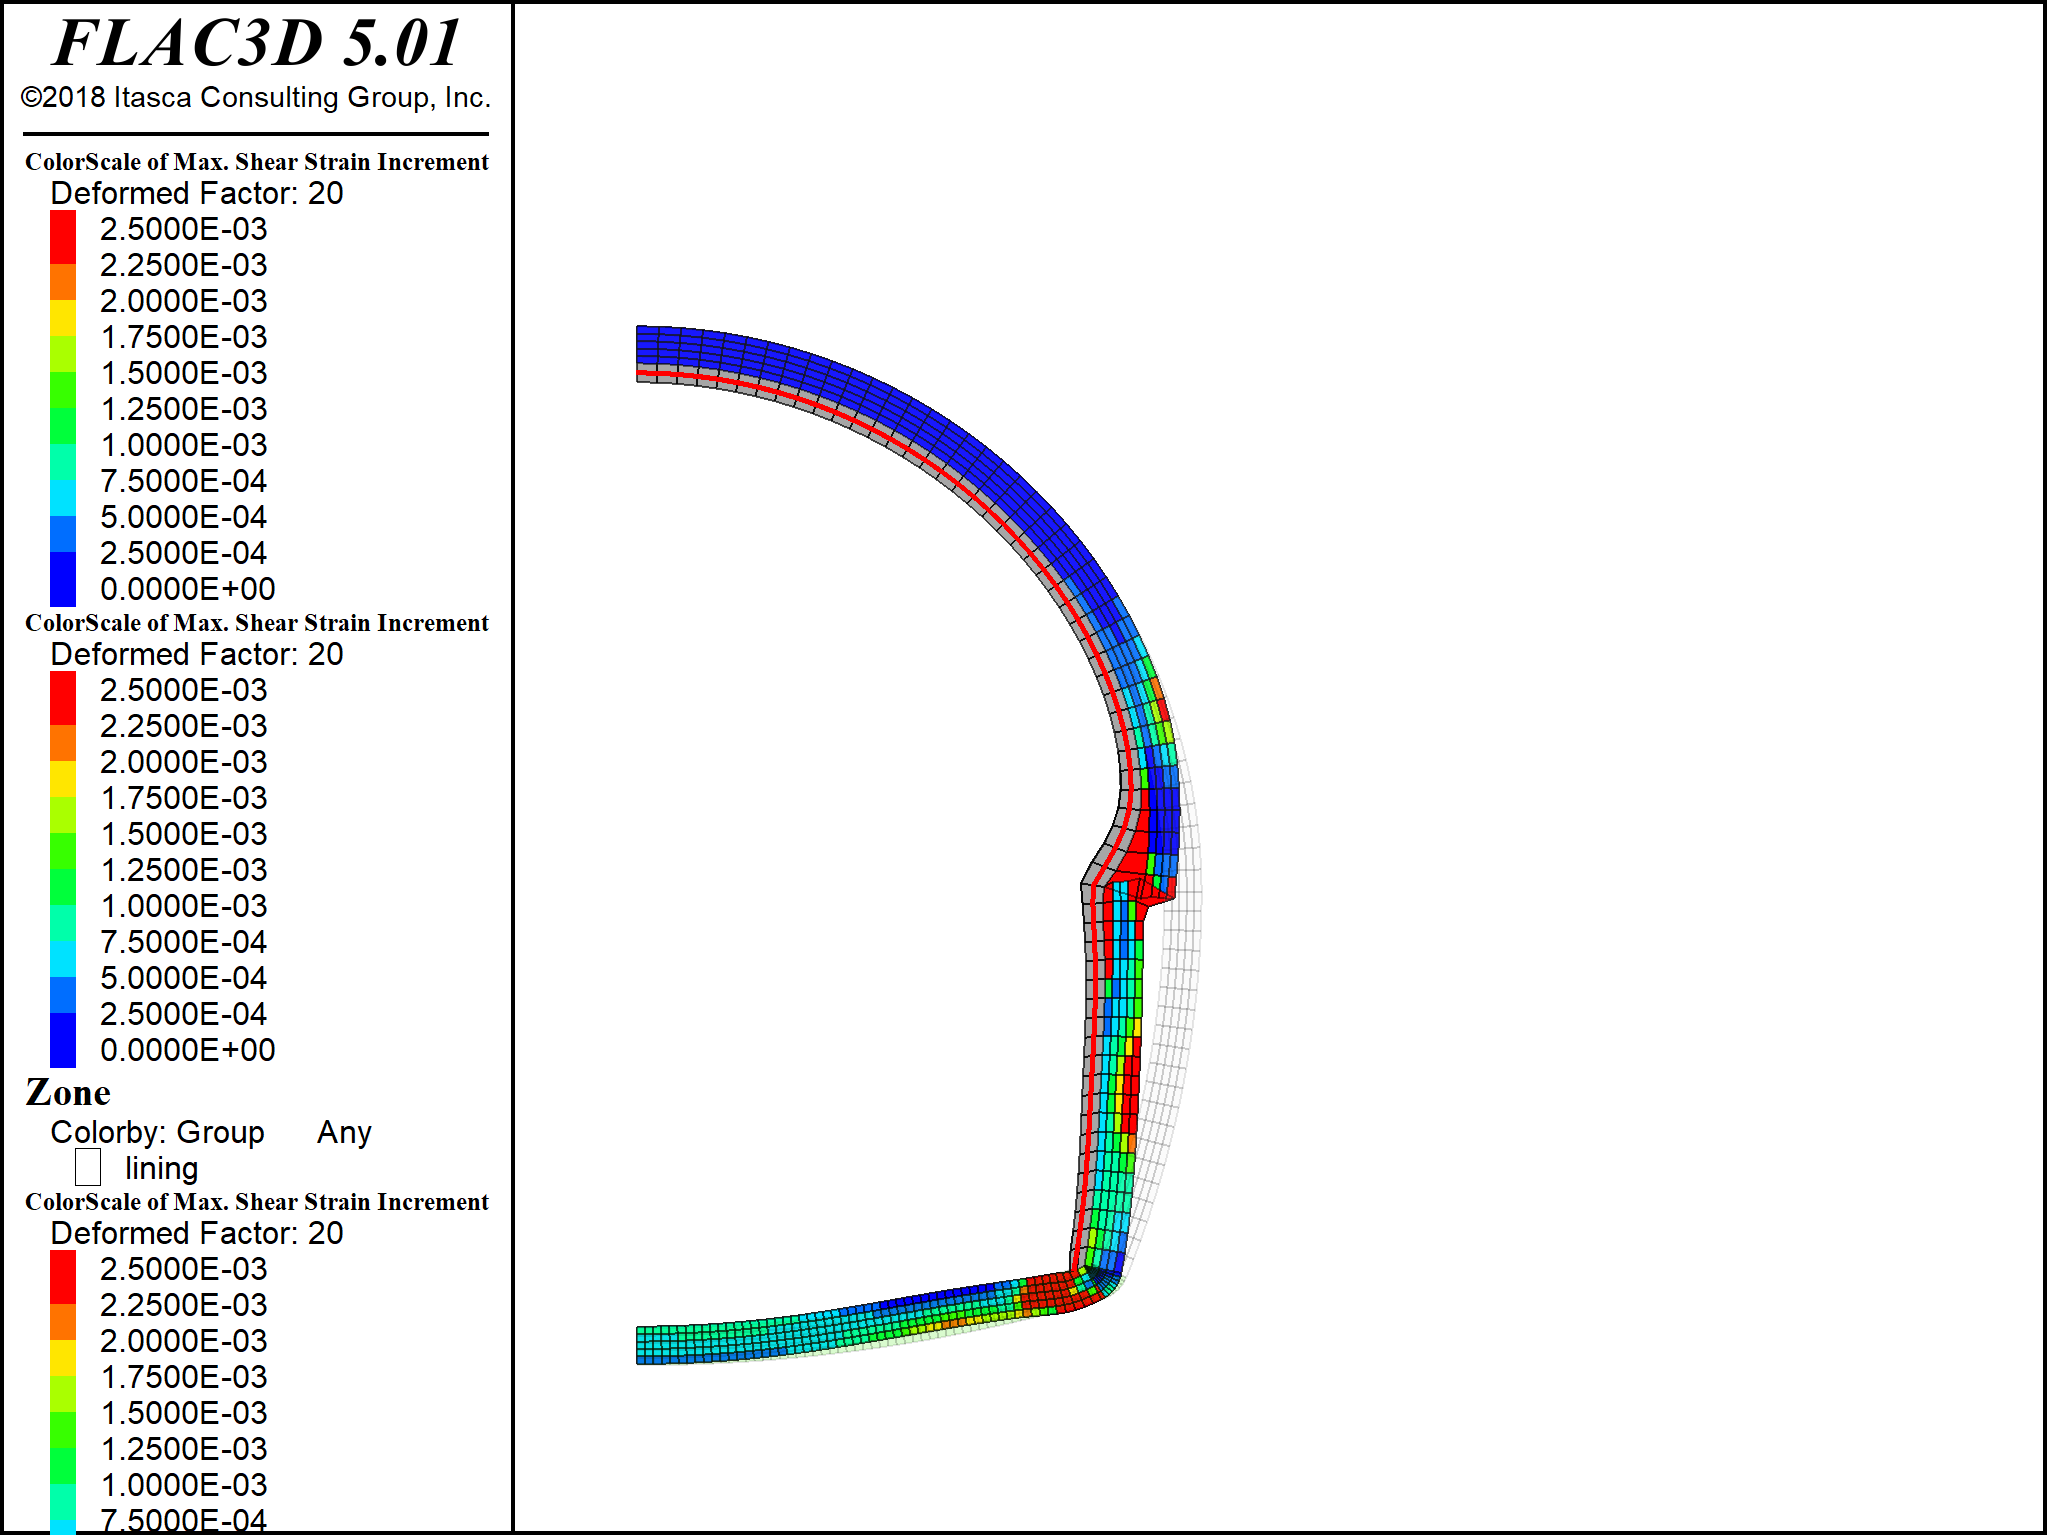 FLAC3D 5.01
©2018 Itasca Consulting Group, Inc.
ColorScale of Max. Shear Strain Increment
Deformed Factor: 20
2.5000E-03
2.2500E-03
2.0000E-03
1.7500E-03
1.5000E-03
1.2500E-03
1.0000E-03
7.5000E-04
5.0000E-04
2.5000E-04
0.0000E+00
ColorScale of Max. Shear Strain Increment
Deformed Factor: 20
2.5000E-03
2.2500E-03
2.0000E-03
1.7500E-03
1.5000E-03
1.2500E-03
1.0000E-03
7.5000E-04
5.0000E-04
2.5000E-04
0.0000E+00
Zone
Colorby: Group Any
lining
ColorScale of Max. Shear Strain Increment
Deformed Factor: 20
2.5000E-03
2.2500E-03
2.0000E-03
1.7500E-03
1.5000E-03
1.2500E-03
1.0000E-03
7.5000E-04